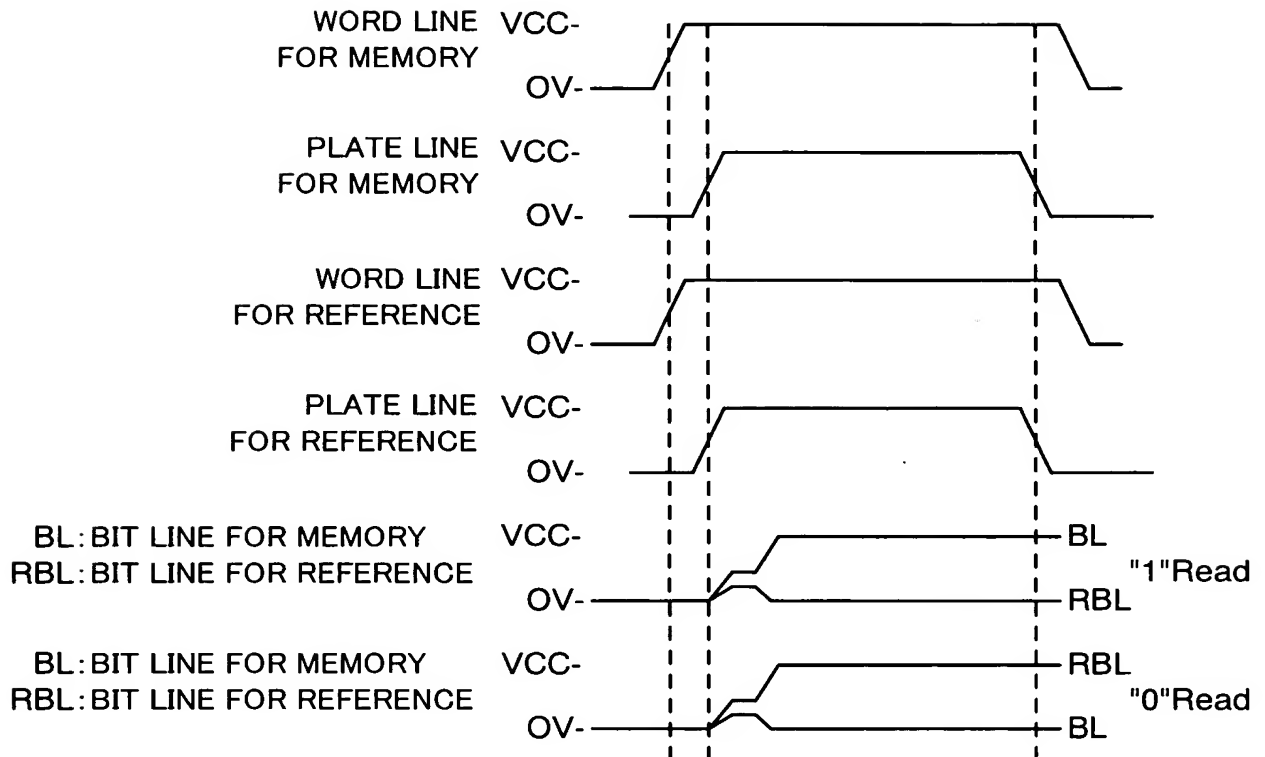 WORD LINE VCC-
FOR MEMORY
OV-
PLATE LINE VCC-
FOR MEMORY
OV-
WORD LINE VCC-
FOR REFERENCE
OV-
PLATE LINE VCC-
FOR REFERENCE
OV-
BL:BIT LINE FOR MEMORY VCC- BL
RBL:BIT LINE FOR REFERENCE "1"Read
OV- RBL
BL:BIT LINE FOR MEMORY VCC- RBL
RBL:BIT LINE FOR REFERENCE "0"Read
OV- BL